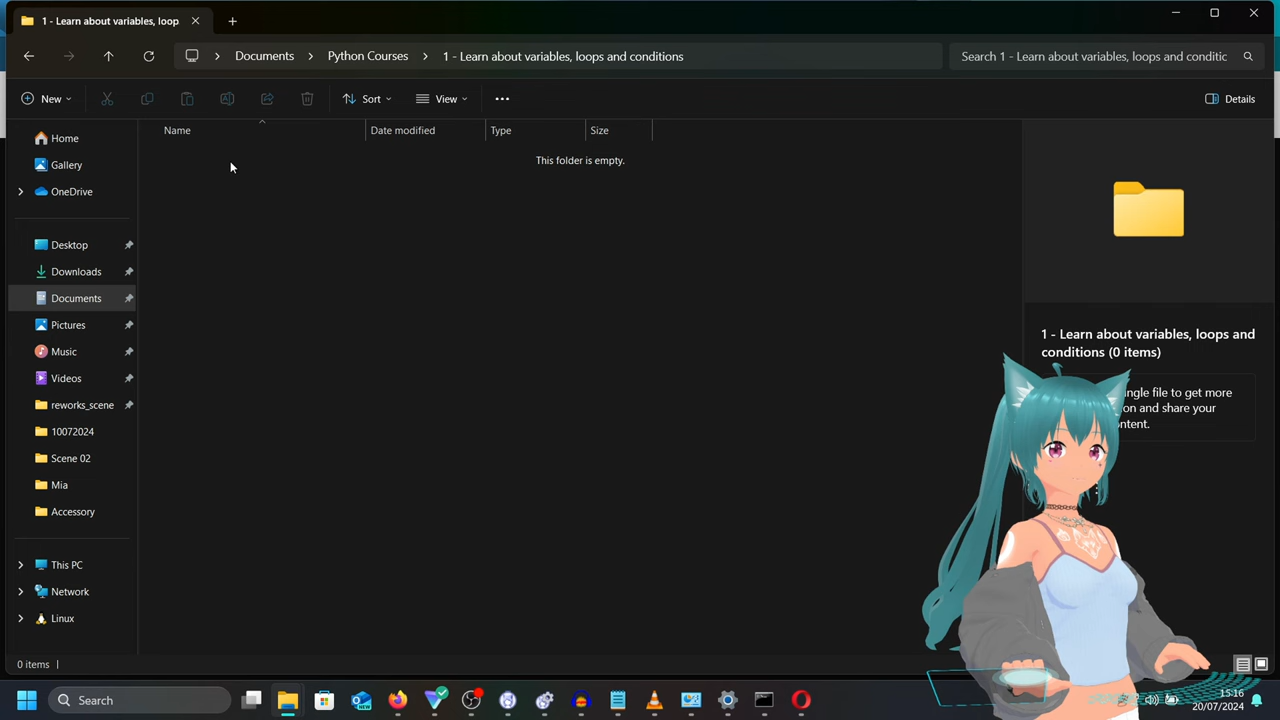 1 - Learn about variables, loop
Documents > Python Courses > 1 - Learn about variables, loops and conditions
Search 1 - Learn about variables, loops and conditic
New
Sort
View
Details
Name
Date modified
Type
Size
This folder is empty.
Home
Gallery
OneDrive
Desktop
Downloads
Documents
Pictures
Music
Videos
reworks_scene
10072024
Scene 02
Mia
Accessory
This PC
Network
Linux
1 - Learn about variables, loops and
conditions (0 items)
ngle file to get more
on and share your
ntent.
0 items
Search
15:16
20/07/2024